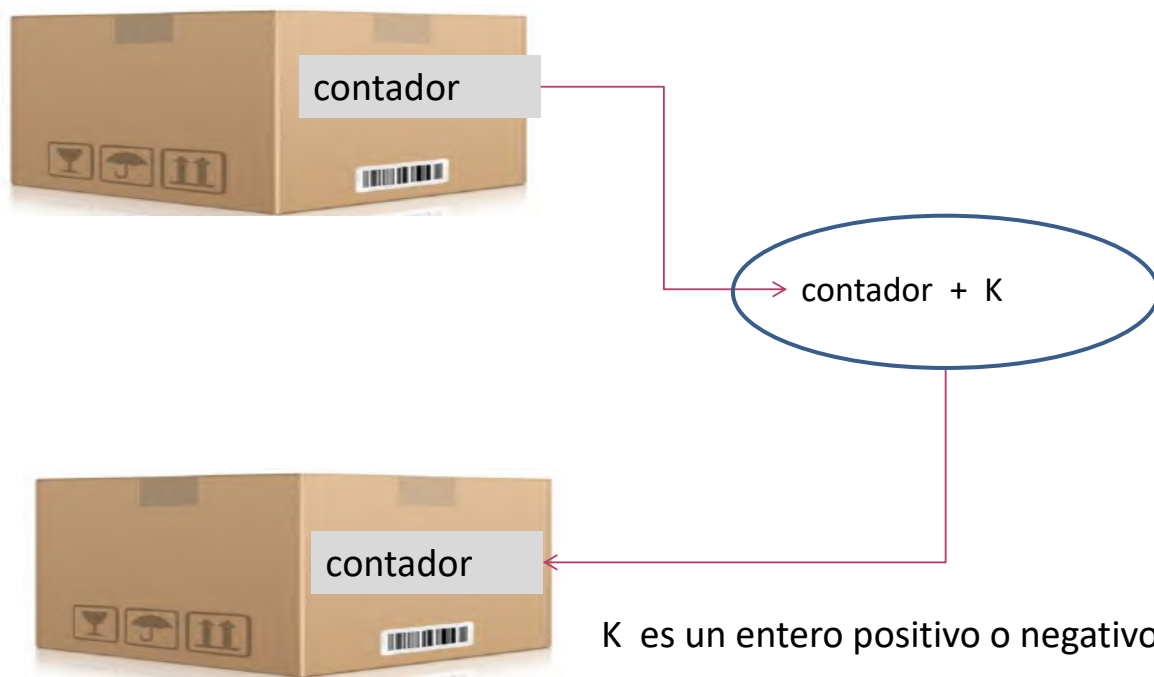 contador
contador + K
contador
K es un entero positivo o negativo